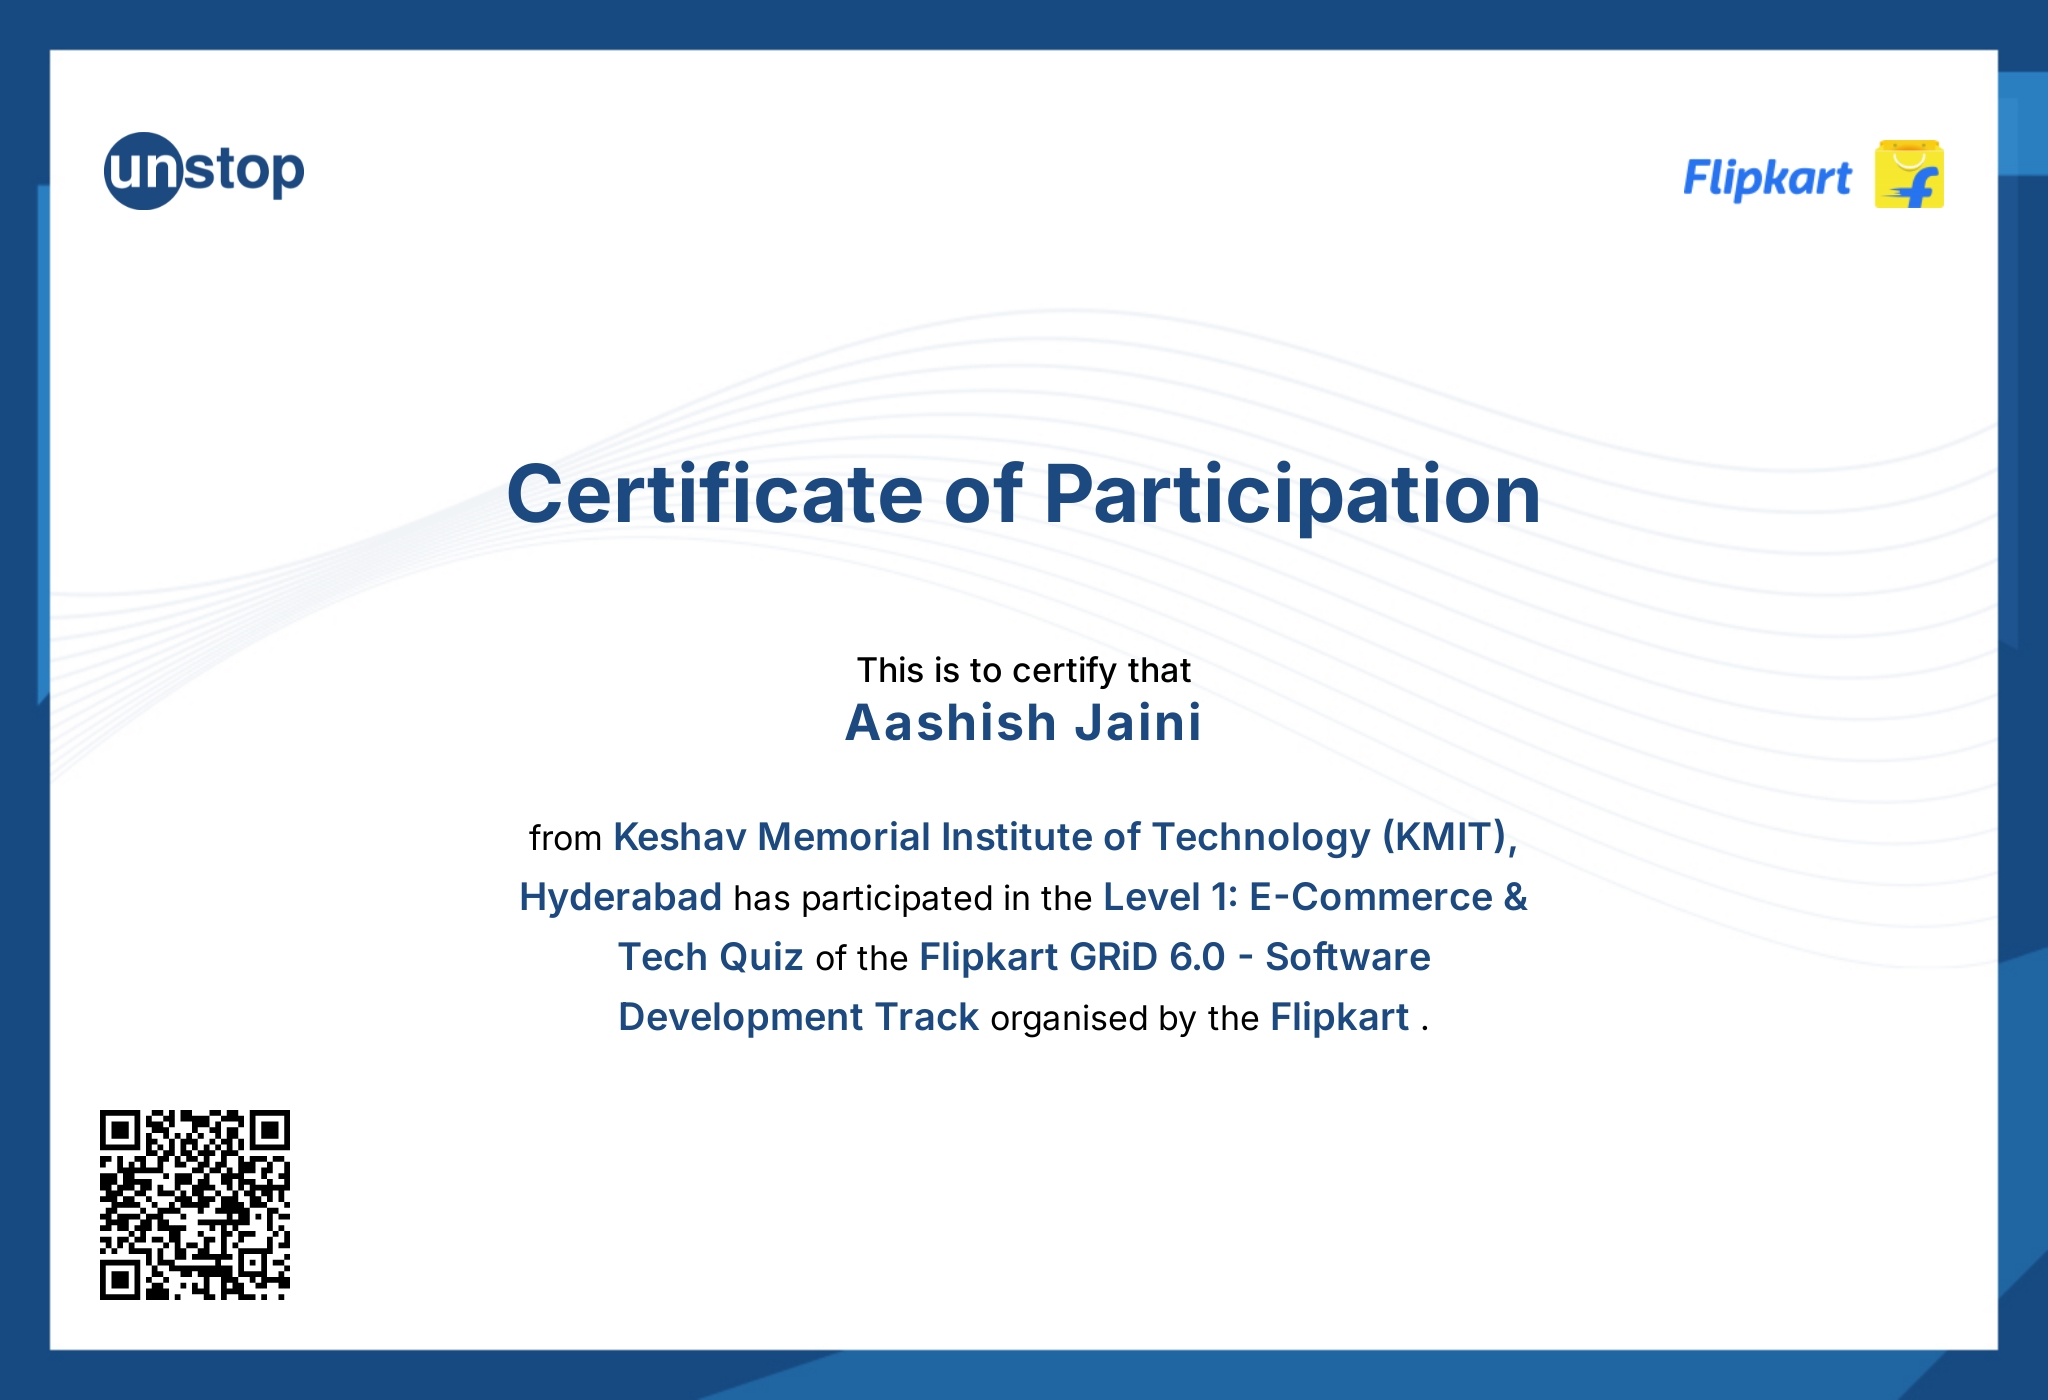 unstop
Flipkart
Certificate of Participation
This is to certify that
Aashish Jaini
from Keshav Memorial Institute of Technology (KMIT),
Hyderabad has participated in the Level 1: E-Commerce &
Tech Quiz of the Flipkart GRiD 6.0 - Software
Development Track organised by the Flipkart .